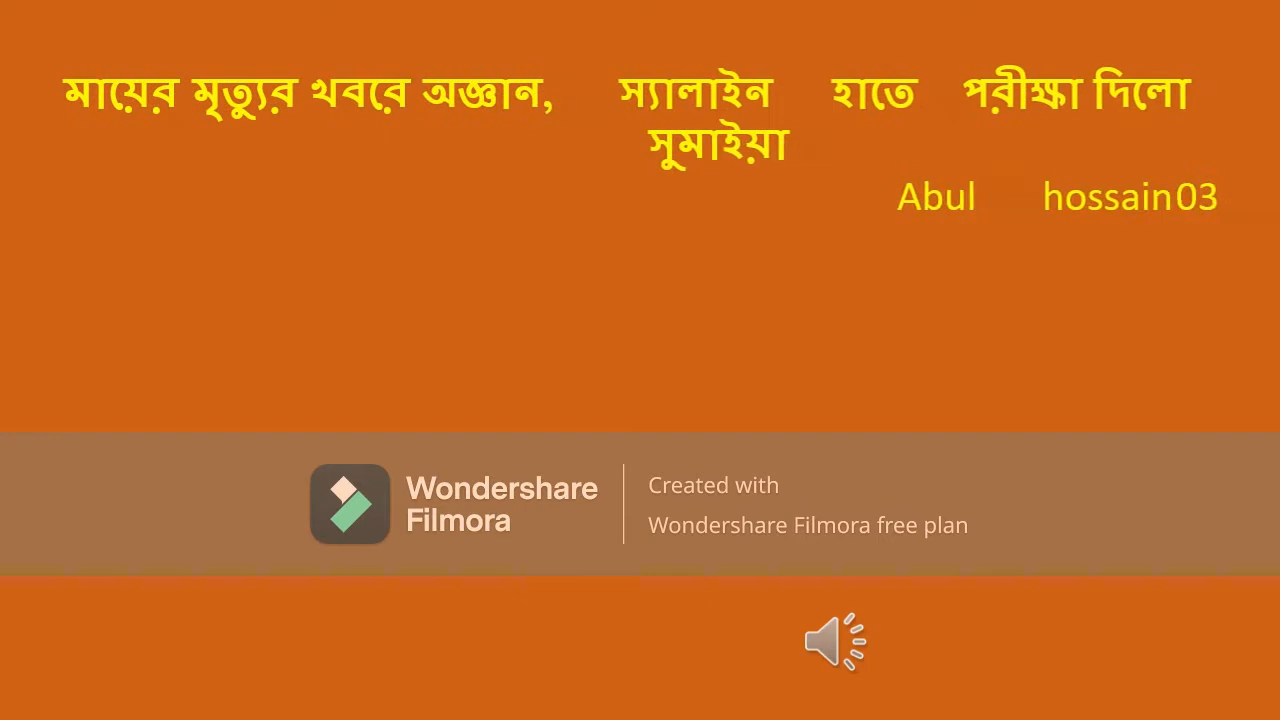 মায়ের মৃত্যুর খবরে অজ্ঞান, স্যালাইন হাতে পরীক্ষা দিলো
সুমাইয়া
Abul hossain03
Wondershare
Filmora
Created with
Wondershare Filmora free plan